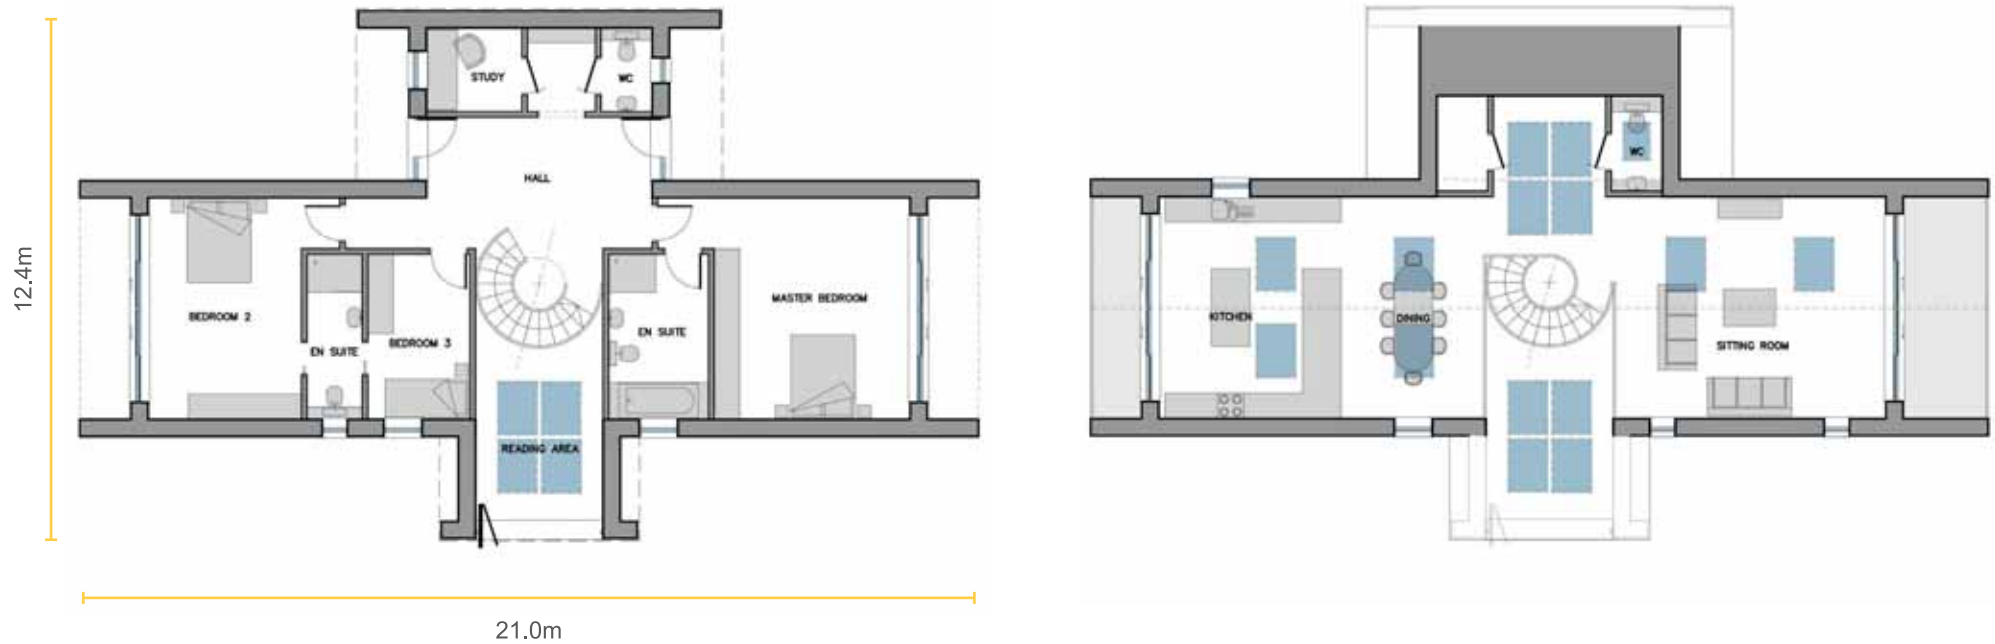 STUDY
WC
HALL
12.4m
BEDROOM 2
EN SUITE
BEDROOM 3
EN SUITE
MASTER BEDROOM
READING AREA
21.0m
WC
KITCHEN
DINING
SITTING ROOM